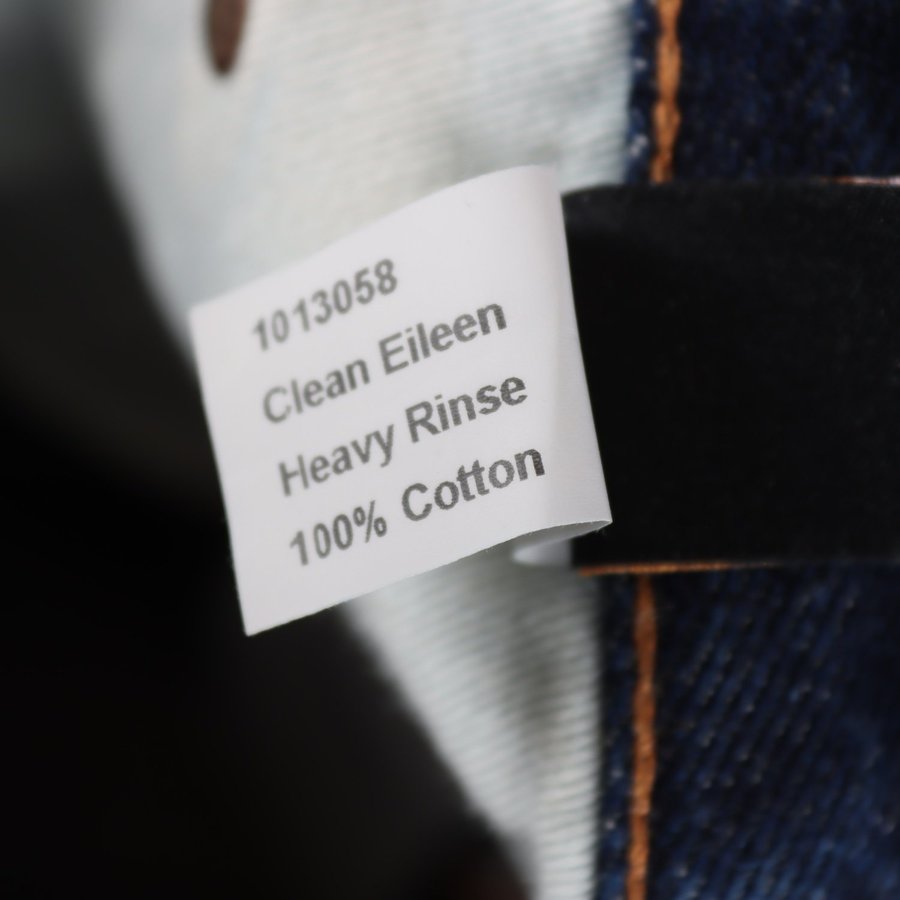 1013058
Clean Eileen
Heavy Rinse
100% Cotton